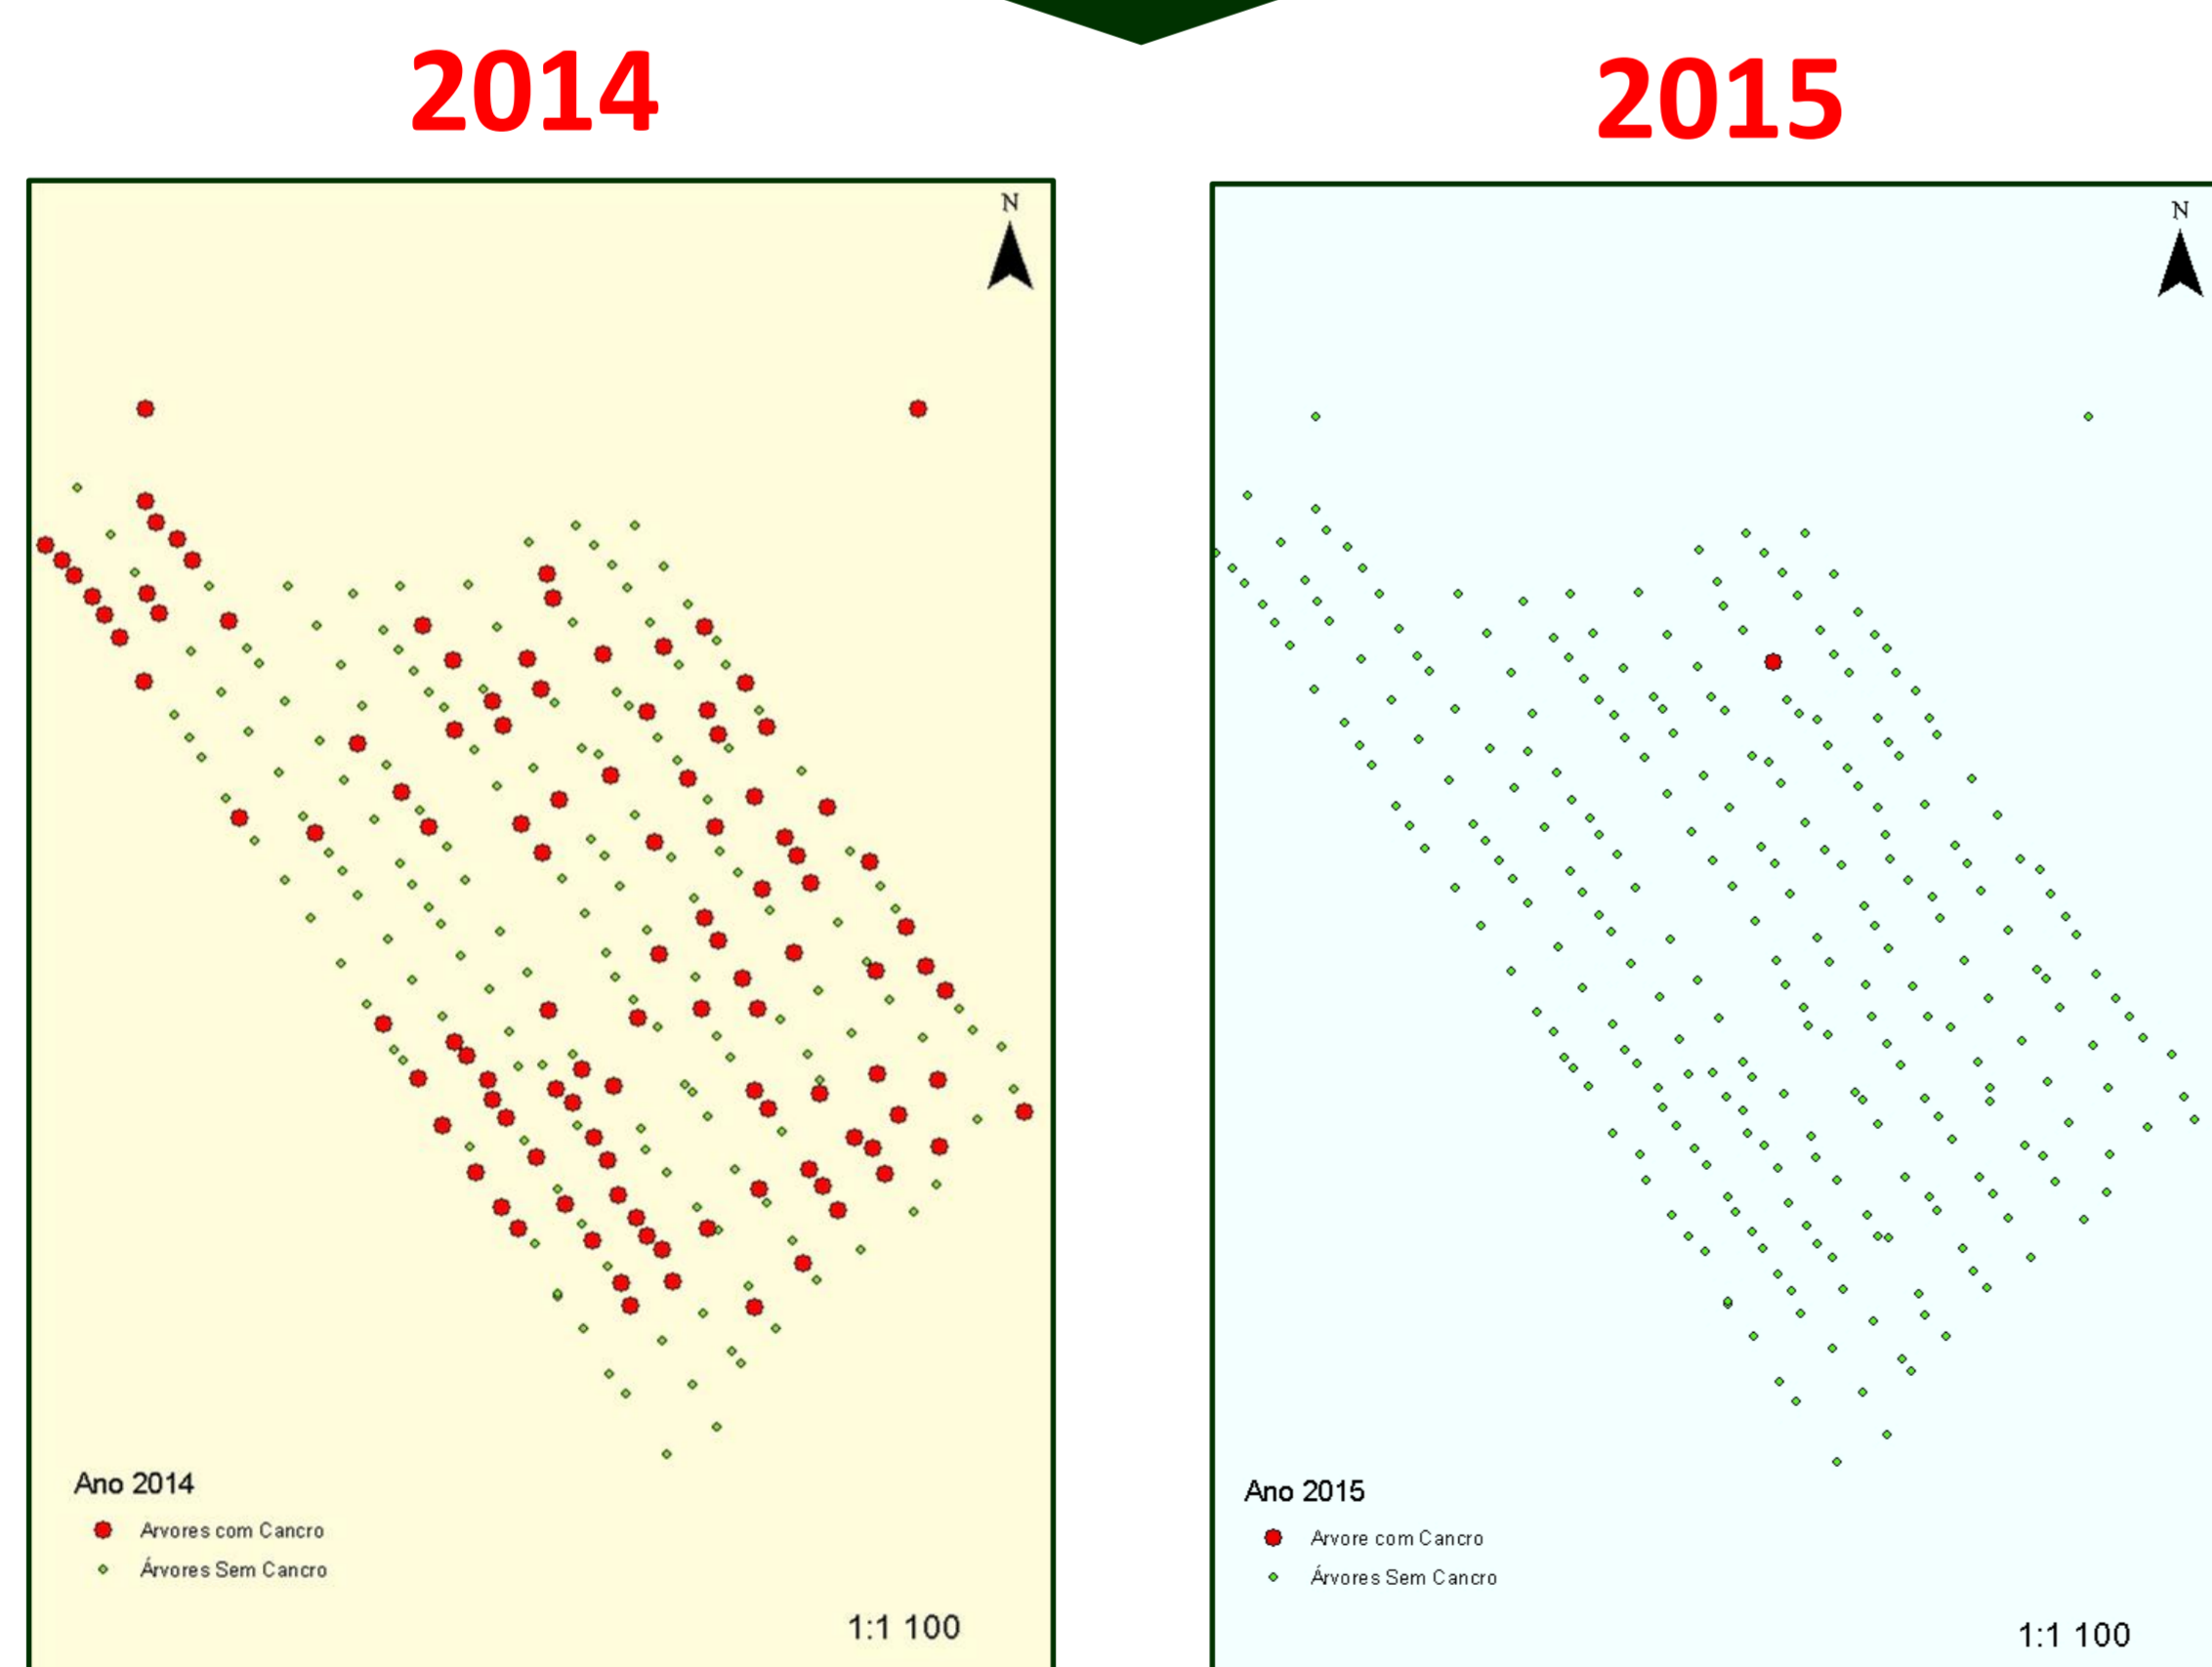 2014
2015
N
N
Ano 2014
Arvores com Cancro
Árvores Sem Cancro
1:1 100
Ano 2015
Arvore com Cancro
Árvores Sem Cancro
1:1 100